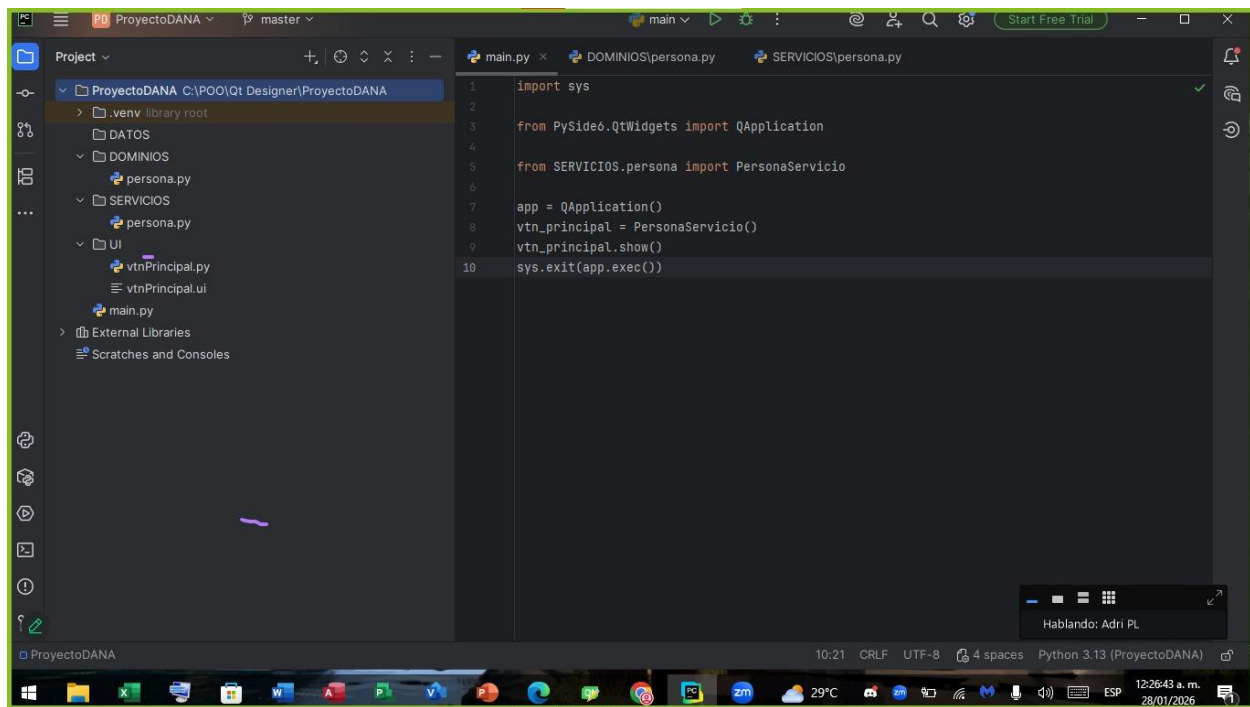 PC PD ProyectoDANA master main Start Free Trial
Project main.py DOMINIOS\persona.py SERVICIOS\persona.py
ProyectoDANA C:\POO\Qt Designer\ProyectoDANA
.venv library root
DATOS
DOMINIOS
persona.py
SERVICIOS
persona.py
UI
vtnPrincipal.py
vtnPrincipal.ui
main.py
External Libraries
Scratches and Consoles
1 import sys
2
3 from PySide6.QtWidgets import QApplication
4
5 from SERVICIOS.persona import PersonaServicio
6
7 app = QApplication()
8 vtn_principal = PersonaServicio()
9 vtn_principal.show()
10 sys.exit(app.exec())
Hablando: Adri PL
ProyectoDANA 10:21 CRLF UTF-8 4 spaces Python 3.13 (ProyectoDANA)
zm 29°C zm ESP 12:26:43 a. m.
28/01/2026